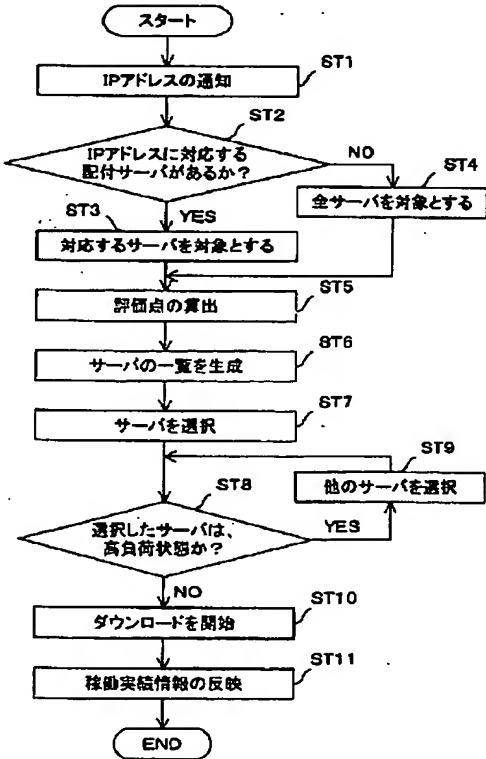 スタート
ST1
IPアドレスの通知
ST2
IPアドレスに対応する
配付サーバがあるか?
NO
ST4
全サーバを対象とする
ST3
YES
対応するサーバを対象とする
ST5
評価点の算出
ST6
サーバの一覧を生成
ST7
サーバを選択
ST9
他のサーバを選択
ST8
選択したサーバは、
高負荷状態か?
YES
NO
ST10
ダウンロードを開始
ST11
稼働実績情報の反映
END